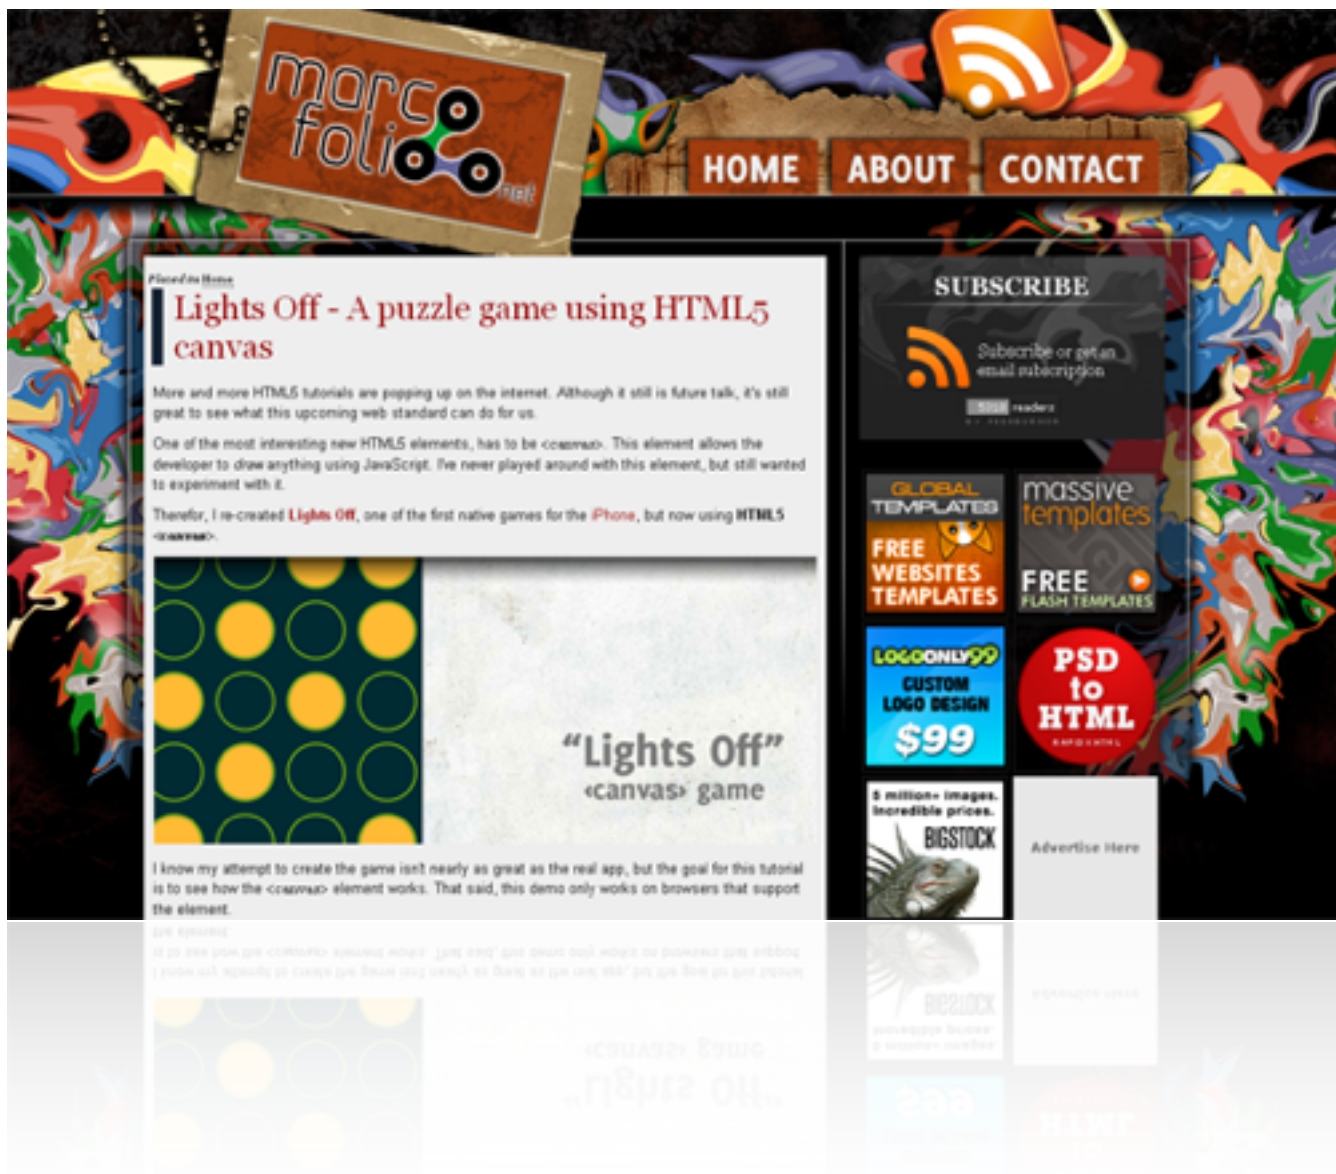 marco
folio
.net
HOME ABOUT CONTACT
Placed in Home
Lights Off - A puzzle game using HTML5
canvas
More and more HTML5 tutorials are popping up on the internet. Although it still is future talk, it's still
great to see what this upcoming web standard can do for us.
One of the most interesting new HTML5 elements, has to be <canvas>. This element allows the
developer to draw anything using JavaScript. I've never played around with this element, but still wanted
to experiment with it.
Therefor, I re-created Lights Off, one of the first native games for the iPhone, but now using HTML5
<canvas>.
“Lights Off”
<canvas> game
I know my attempt to create the game isn't nearly as great as the real app, but the goal for this tutorial
is to see how the <canvas> element works. That said, this demo only works on browsers that support
the element.
SUBSCRIBE
Subscribe or get an
email subscription
readers
BY FEEDBURNER
GLOBAL
TEMPLATES
FREE
WEBSITES
TEMPLATES
massive
templates
FREE
FLASH TEMPLATES
LOGOONLY99
CUSTOM
LOGO DESIGN
$99
PSD
to
HTML
RAPIDXHTML
5 million+ images.
Incredible prices.
BIGSTOCK
Advertise Here